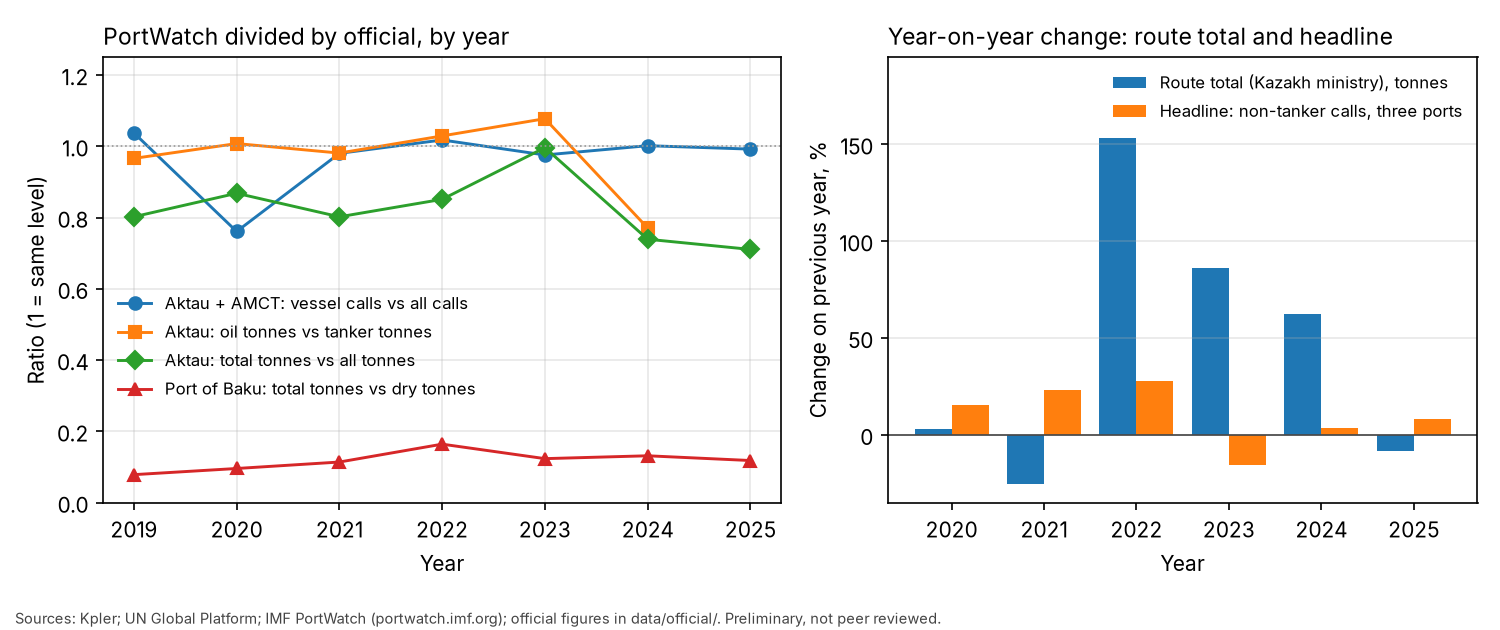 PortWatch divided by official, by year
1.2
1.0
0.8
0.6
0.4
0.2
0.0
Ratio (1 = same level)
Aktau + AMCT: vessel calls vs all calls
Aktau: oil tonnes vs tanker tonnes
Aktau: total tonnes vs all tonnes
Port of Baku: total tonnes vs dry tonnes
2019 2020 2021 2022 2023 2024 2025
Year
Year-on-year change: route total and headline
Route total (Kazakh ministry), tonnes
Headline: non-tanker calls, three ports
150
100
50
0
Change on previous year, %
2020 2021 2022 2023 2024 2025
Year
Sources: Kpler; UN Global Platform; IMF PortWatch (portwatch.imf.org); official figures in data/official/. Preliminary, not peer reviewed.